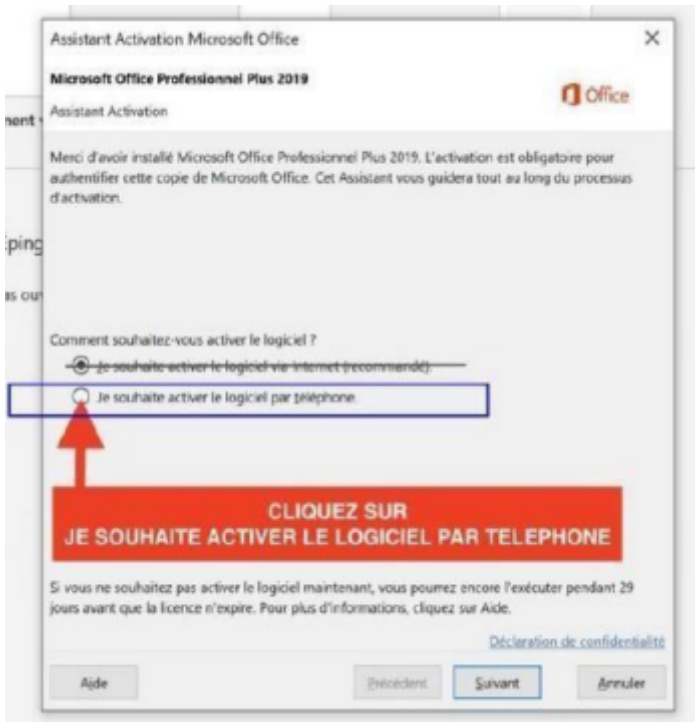 Assistant Activation Microsoft Office
Microsoft Office Professionnel Plus 2019
Office
Assistant Activation
nent
Merci d'avoir installé Microsoft Office Professionnel Plus 2019. L'activation est obligatoire pour
authentifier cette copie de Microsoft Office. Cet Assistant vous guidera tout au long du processus
d'activation.
ping
as our
Comment souhaitez-vous activer le logiciel ?
Je souhaite activer le logiciel via Internet (recommandé).
Je souhaite activer le logiciel par téléphone.
CLIQUEZ SUR
JE SOUHAITE ACTIVER LE LOGICIEL PAR TELEPHONE
Si vous ne souhaitez pas activer le logiciel maintenant, vous pourrez encore l'exécuter pendant 29
jours avant que la licence n'expire. Pour plus d'informations, cliquez sur Aide.
Déclaration de confidentialité
Aide
Précédent
Suivant
Annuler